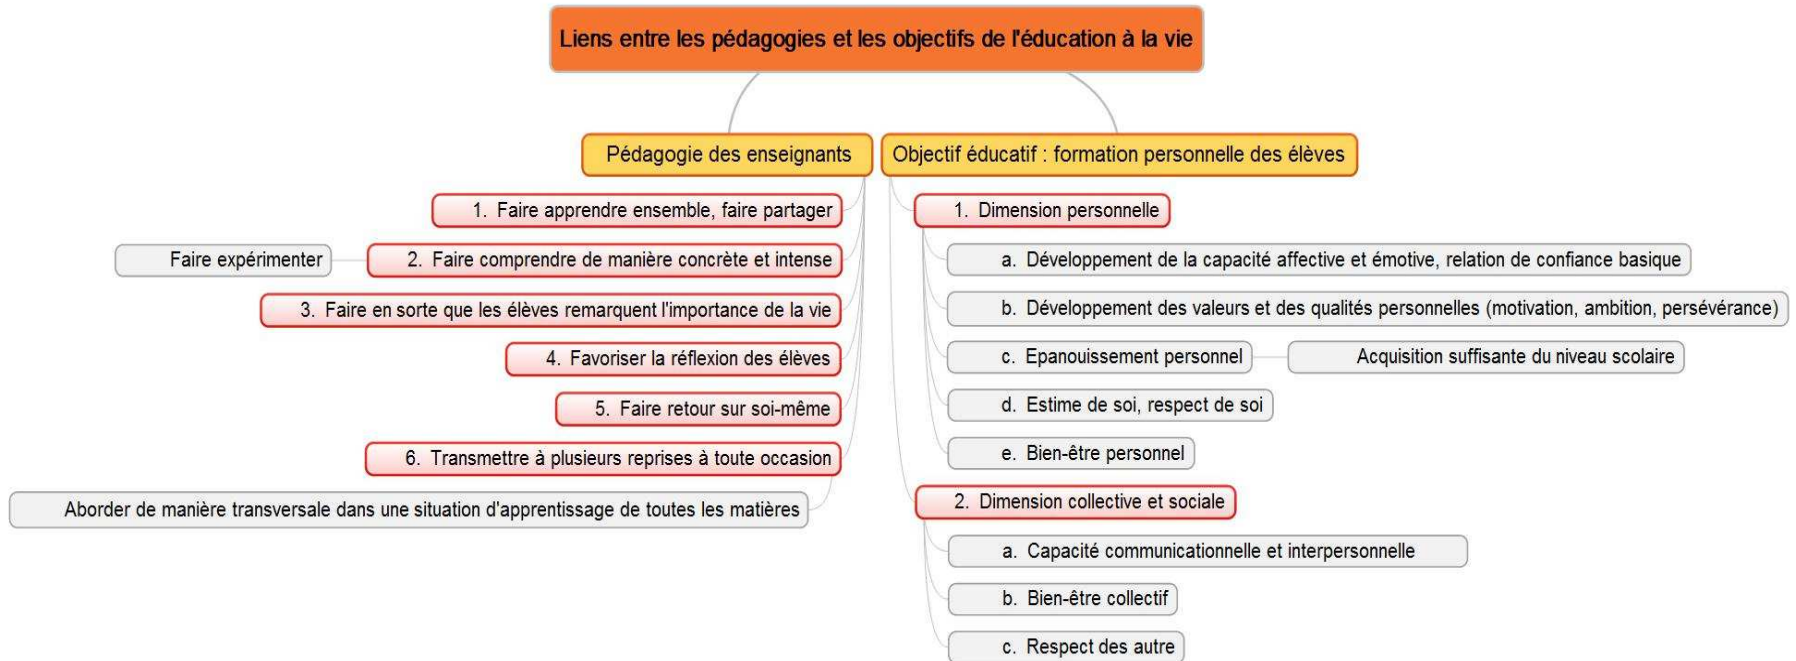 Liens entre les pédagogies et les objectifs de l'éducation à la vie
Pédagogie des enseignants
1. Faire apprendre ensemble, faire partager
2. Faire comprendre de manière concrète et intense
Faire expérimenter
3. Faire en sorte que les élèves remarquent l'importance de la vie
4. Favoriser la réflexion des élèves
5. Faire retour sur soi-même
6. Transmettre à plusieurs reprises à toute occasion
Aborder de manière transversale dans une situation d'apprentissage de toutes les matières
Objectif éducatif : formation personnelle des élèves
1. Dimension personnelle
a. Développement de la capacité affective et émotive, relation de confiance basique
b. Développement des valeurs et des qualités personnelles (motivation, ambition, persévérance)
c. Epanouissement personnel
Acquisition suffisante du niveau scolaire
d. Estime de soi, respect de soi
e. Bien-être personnel
2. Dimension collective et sociale
a. Capacité communicationnelle et interpersonnelle
b. Bien-être collectif
c. Respect des autre